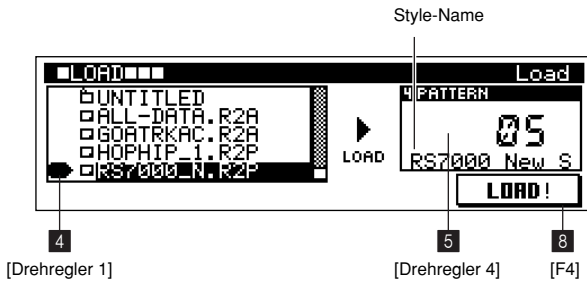 Style-Name
LOAD
Load
UNTITLED
ALL-DATA.R2A
GOATRKAC.R2A
HOPHIP_1.R2P
RS7000_N.R2P
LOAD
4 PATTERN
05
RS7000 New S
LOAD!
4
5
8
[Drehregler 1]
[Drehregler 4]
[F4]